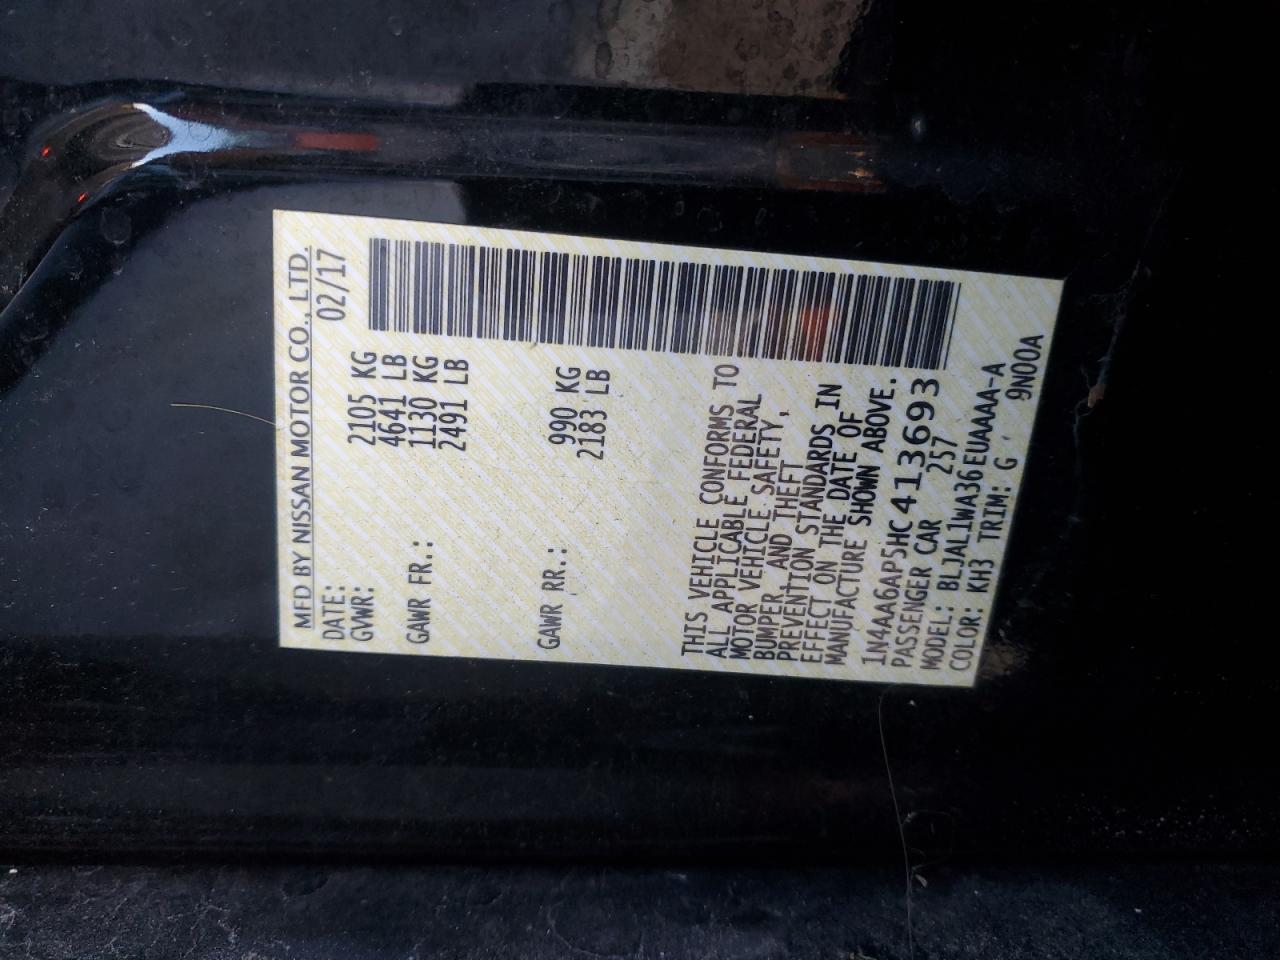 MFD BY NISSAN MOTOR CO., LTD.
DATE: 02/17
GVWR: 2105 KG
4641 LB
GAWR FR.: 1130 KG
2491 LB
GAWR RR.: 990 KG
2183 LB
THIS VEHICLE CONFORMS TO
ALL APPLICABLE FEDERAL
MOTOR VEHICLE SAFETY,
BUMPER, AND THEFT
PREVENTION STANDARDS IN
EFFECT ON THE DATE OF
MANUFACTURE SHOWN ABOVE.
1N4AA6AP5HC413693
PASSENGER CAR 257
MODEL: BLJAL1WA36EUAAAA-A
COLOR: KH3 TRIM: G 9N00A